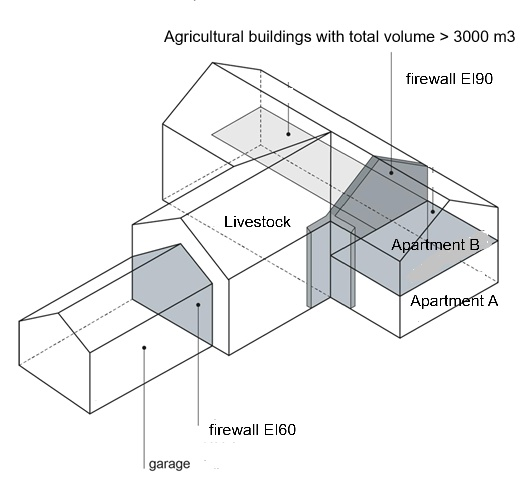 Agricultural buildings with total volume > 3000 m3
firewall EI90
Livestock
Apartment B
Apartment A
firewall EI60
garage